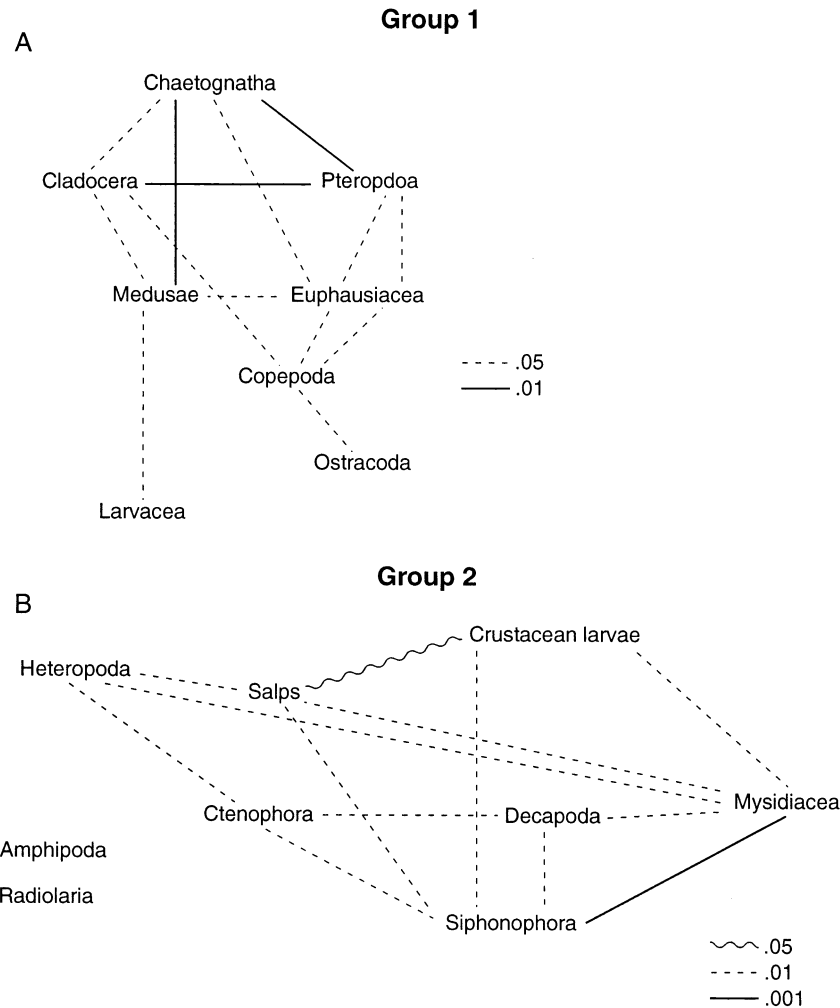 Group 1
A
Chaetognatha
Cladocera
Pteropdoa
Medusae
Euphausiacea
.05
Copepoda
.01
Ostracoda
Larvacea
Group 2
B
Crustacean larvae
Heteropoda
Salps
Mysidiacea
Ctenophora
Decapoda
Amphipoda
Radiolaria
Siphonophora
.05
.01
.001